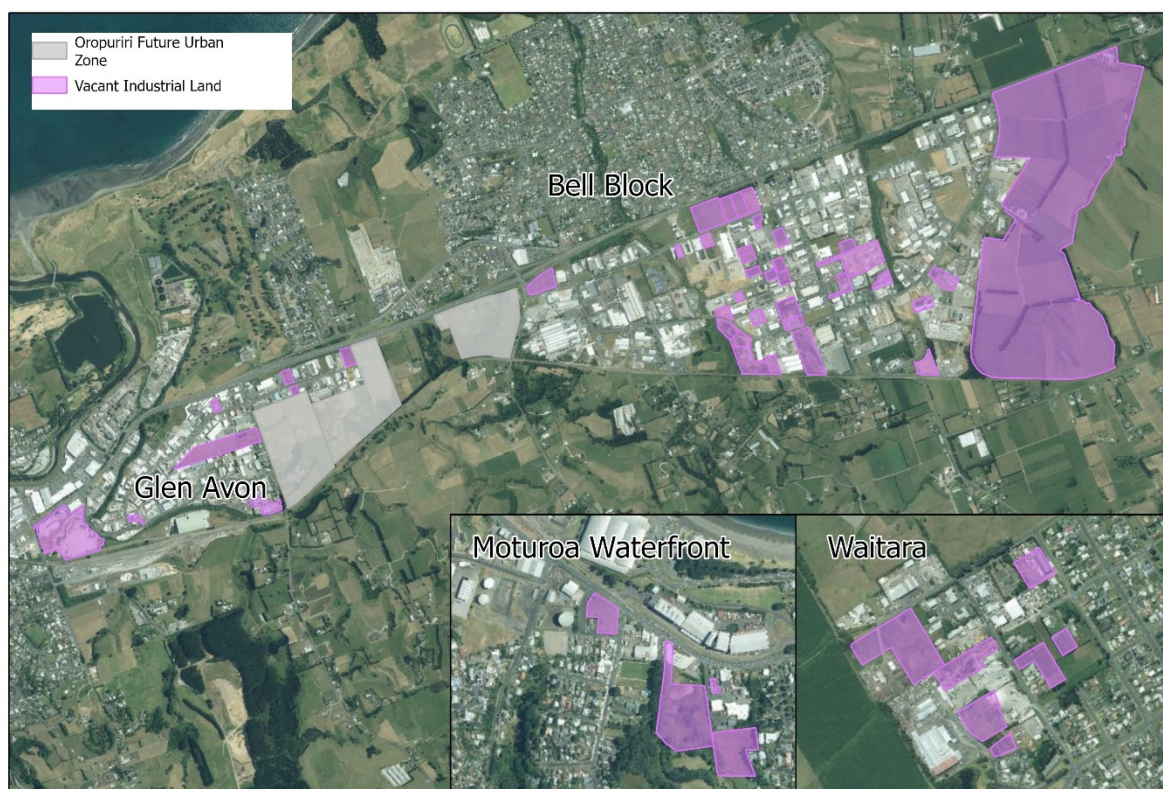 Oropuriri Future Urban
Zone
Vacant Industrial Land
Bell Block
Glen Avon
Moturoa Waterfront
Waitara